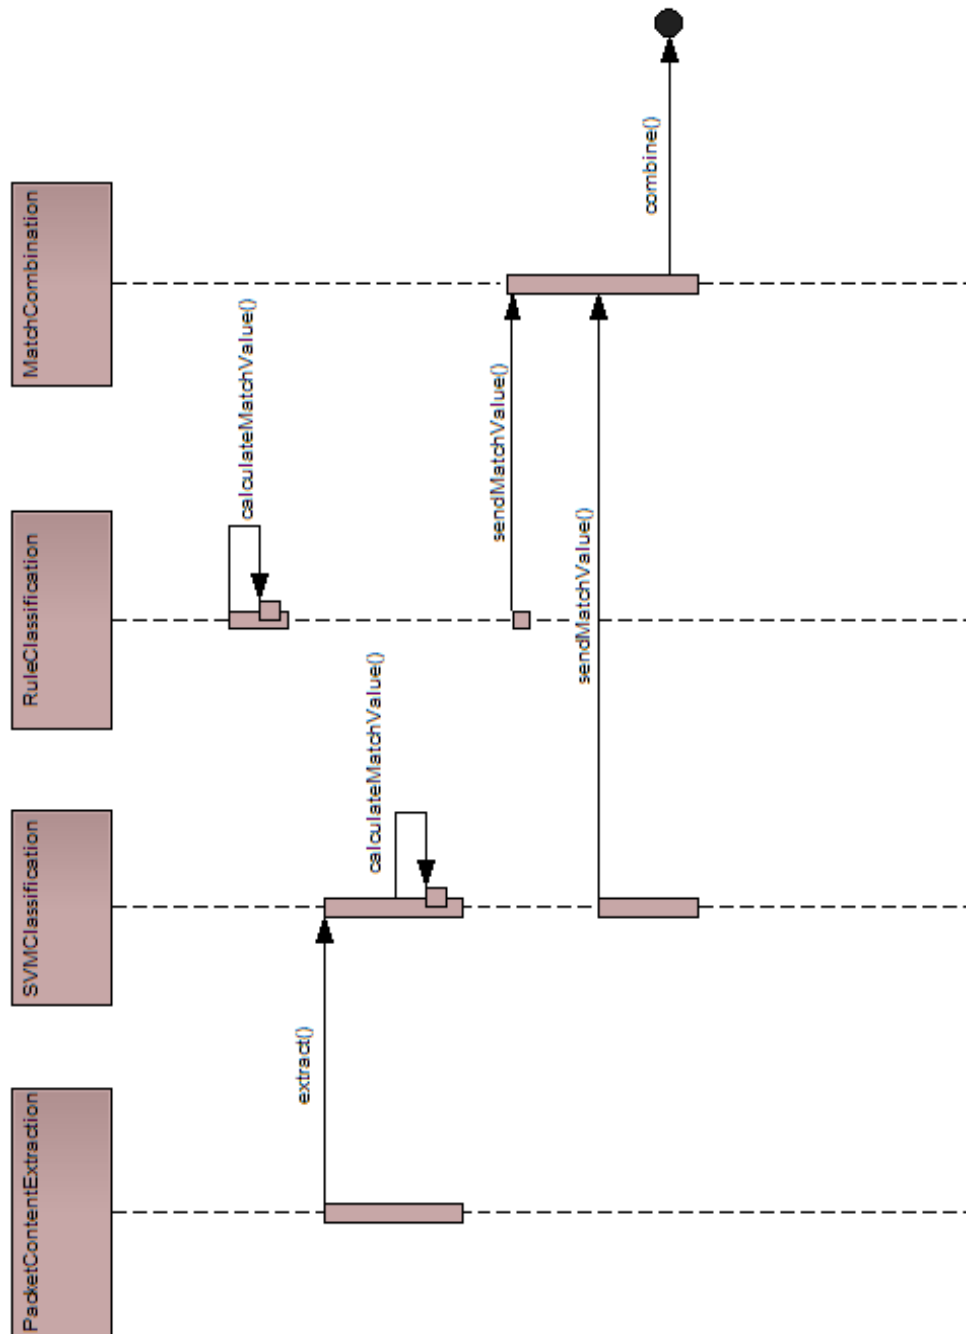 PacketContentExtraction
SVMClassification
RuleClassification
MatchCombination
calculateMatchValue()
extract()
calculateMatchValue()
sendMatchValue()
sendMatchValue()
combine()